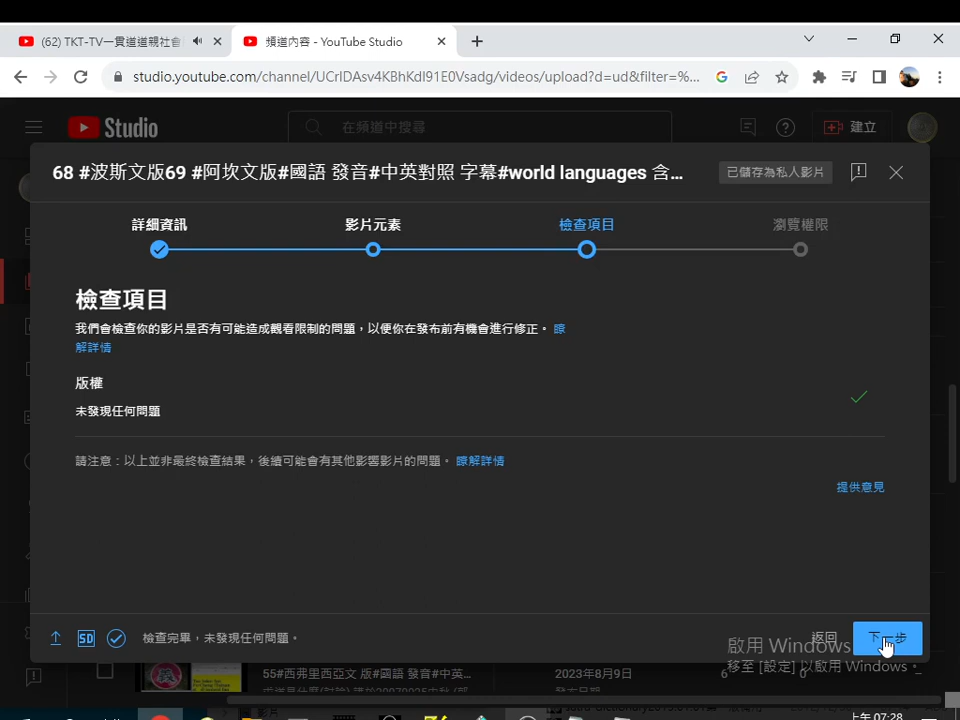 (62) TKT-TV一貫道道親社會
頻道內容 - YouTube Studio
studio.youtube.com/channel/UCrIDAsv4KBhKdI91E0Vsadg/videos/upload?d=ud&filter=%...
Studio
在頻道中搜尋
建立
68 #波斯文版69 #阿坎文版#國語 發音#中英對照 字幕#world languages 含...
已儲存為私人影片
詳細資訊
影片元素
檢查項目
瀏覽權限
檢查項目
我們會檢查你的影片是否有可能造成觀看限制的問題，以便你在發布前有機會進行修正。 瞭
解詳情
版權
未發現任何問題
請注意：以上並非最終檢查結果，後續可能會有其他影響影片的問題。 瞭解詳情
提供意見
SD
檢查完畢，未發現任何問題。
返回
下一步
啟用 Windows
移至 [設定] 以啟用 Windows。
55#西弗里西亞文 版#國語 發音#中英...
2023年8月9日
6
0
上午 07:28